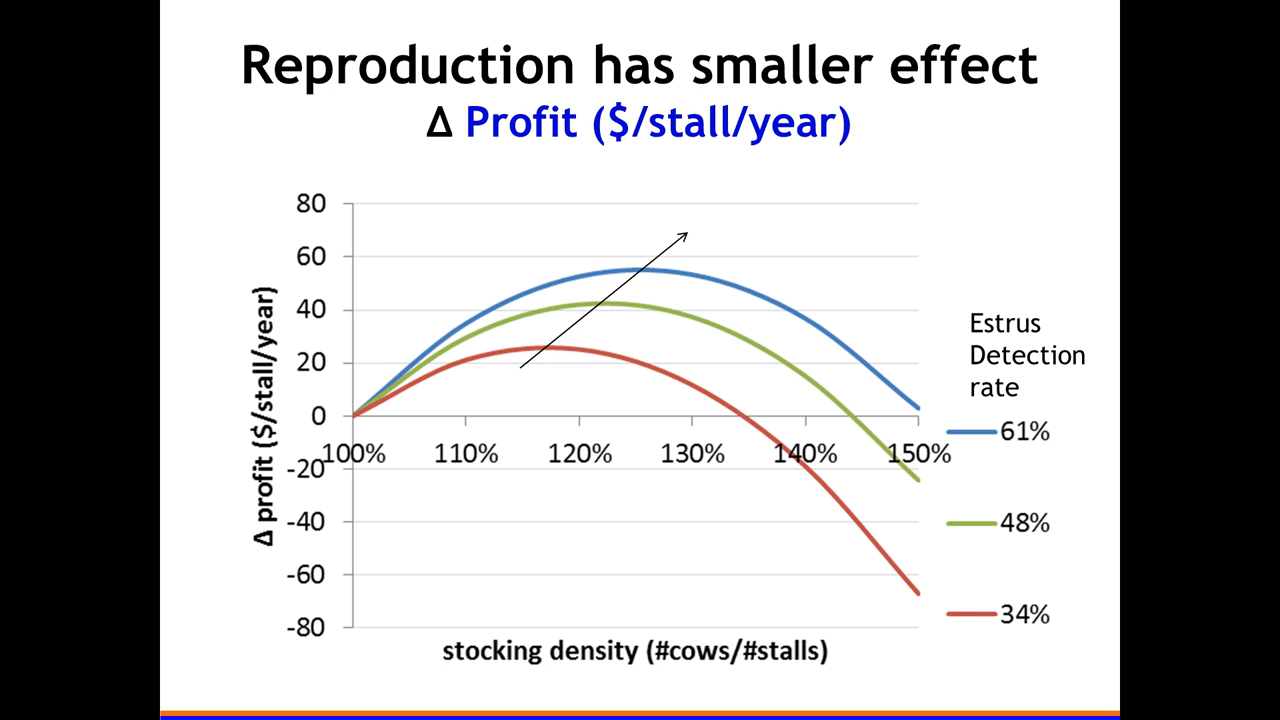 Reproduction has smaller effect
Δ Profit ($/stall/year)
80
60
40
20
0
-20
-40
-60
-80
Δ profit ($/stall/year)
100%
110%
120%
130%
140%
150%
stocking density (#cows/#stalls)
Estrus
Detection
rate
61%
48%
34%